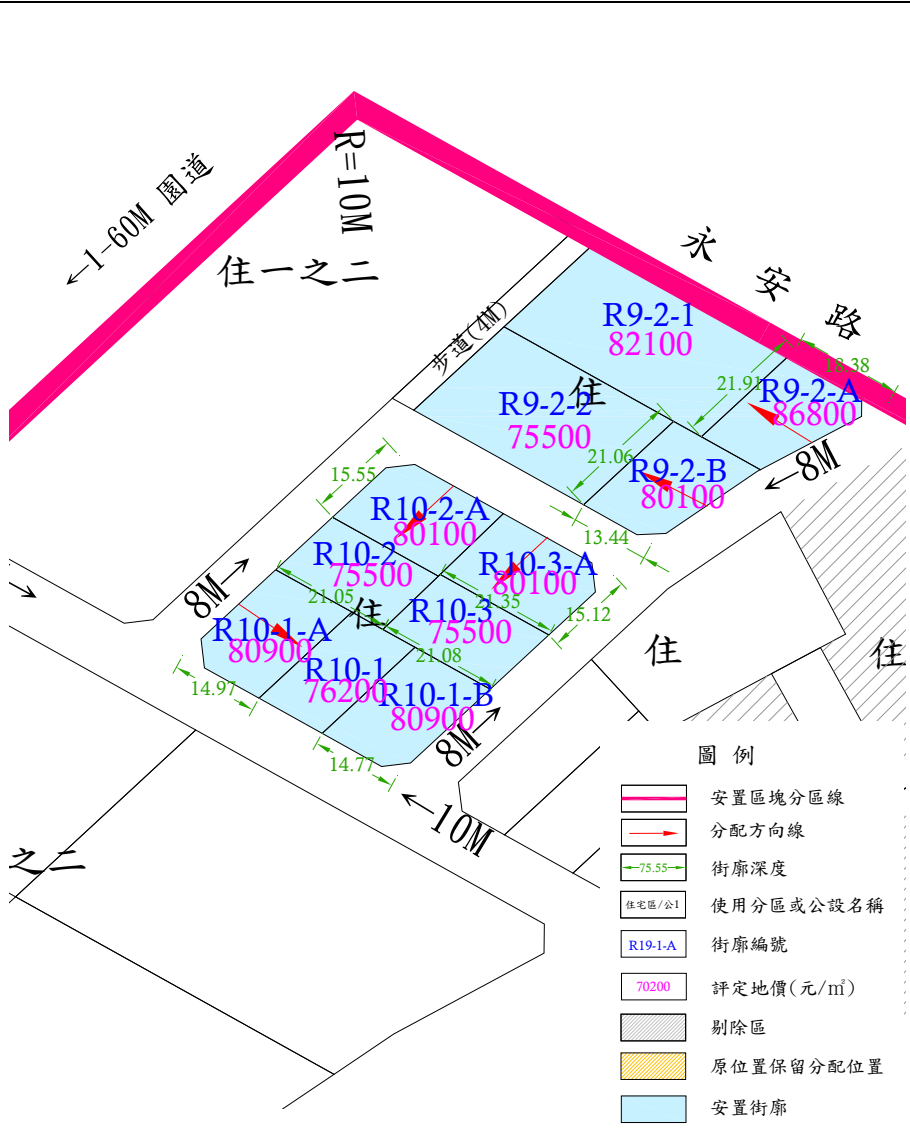 永安路
R=10M
←1-60M 園道
住一之二
步道(4M)
R9-2-1
82100
18.38
21.91
R9-2-A
86800
住
R9-2-2
75500
21.06
R9-2-B
80100
←8M
13.44
15.55
R10-2-A
80100
R10-2
75500
R10-3-A
80100
8M→
21.05
21.35
15.12
R10-3
75500
住
R10-1-A
80900
21.08
R10-1
76200
R10-1-B
80900
14.97
8M→
14.77
住
住
←10M
之二
圖 例
安置區塊分區線
分配方向線
75.55
街廓深度
住宅區/公1
使用分區或公設名稱
R19-1-A
街廓編號
70200
評定地價(元/㎡)
剔除區
原位置保留分配位置
安置街廓